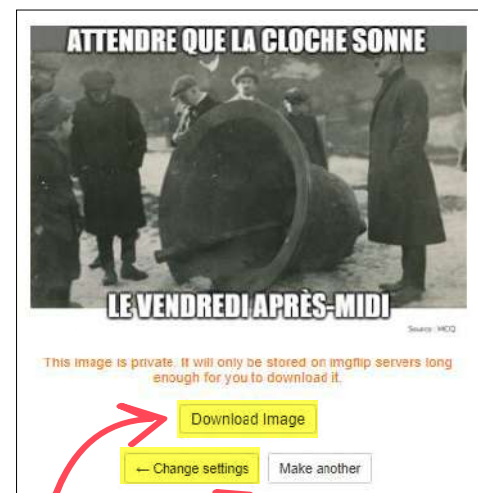 ATTENDRE QUE LA CLOCHE SONNE
LE VENDREDI APRÈS-MIDI
Source : MCQ
This image is private. It will only be stored on imgflip servers long
enough for you to download it.
Download Image
← Change settings
Make another